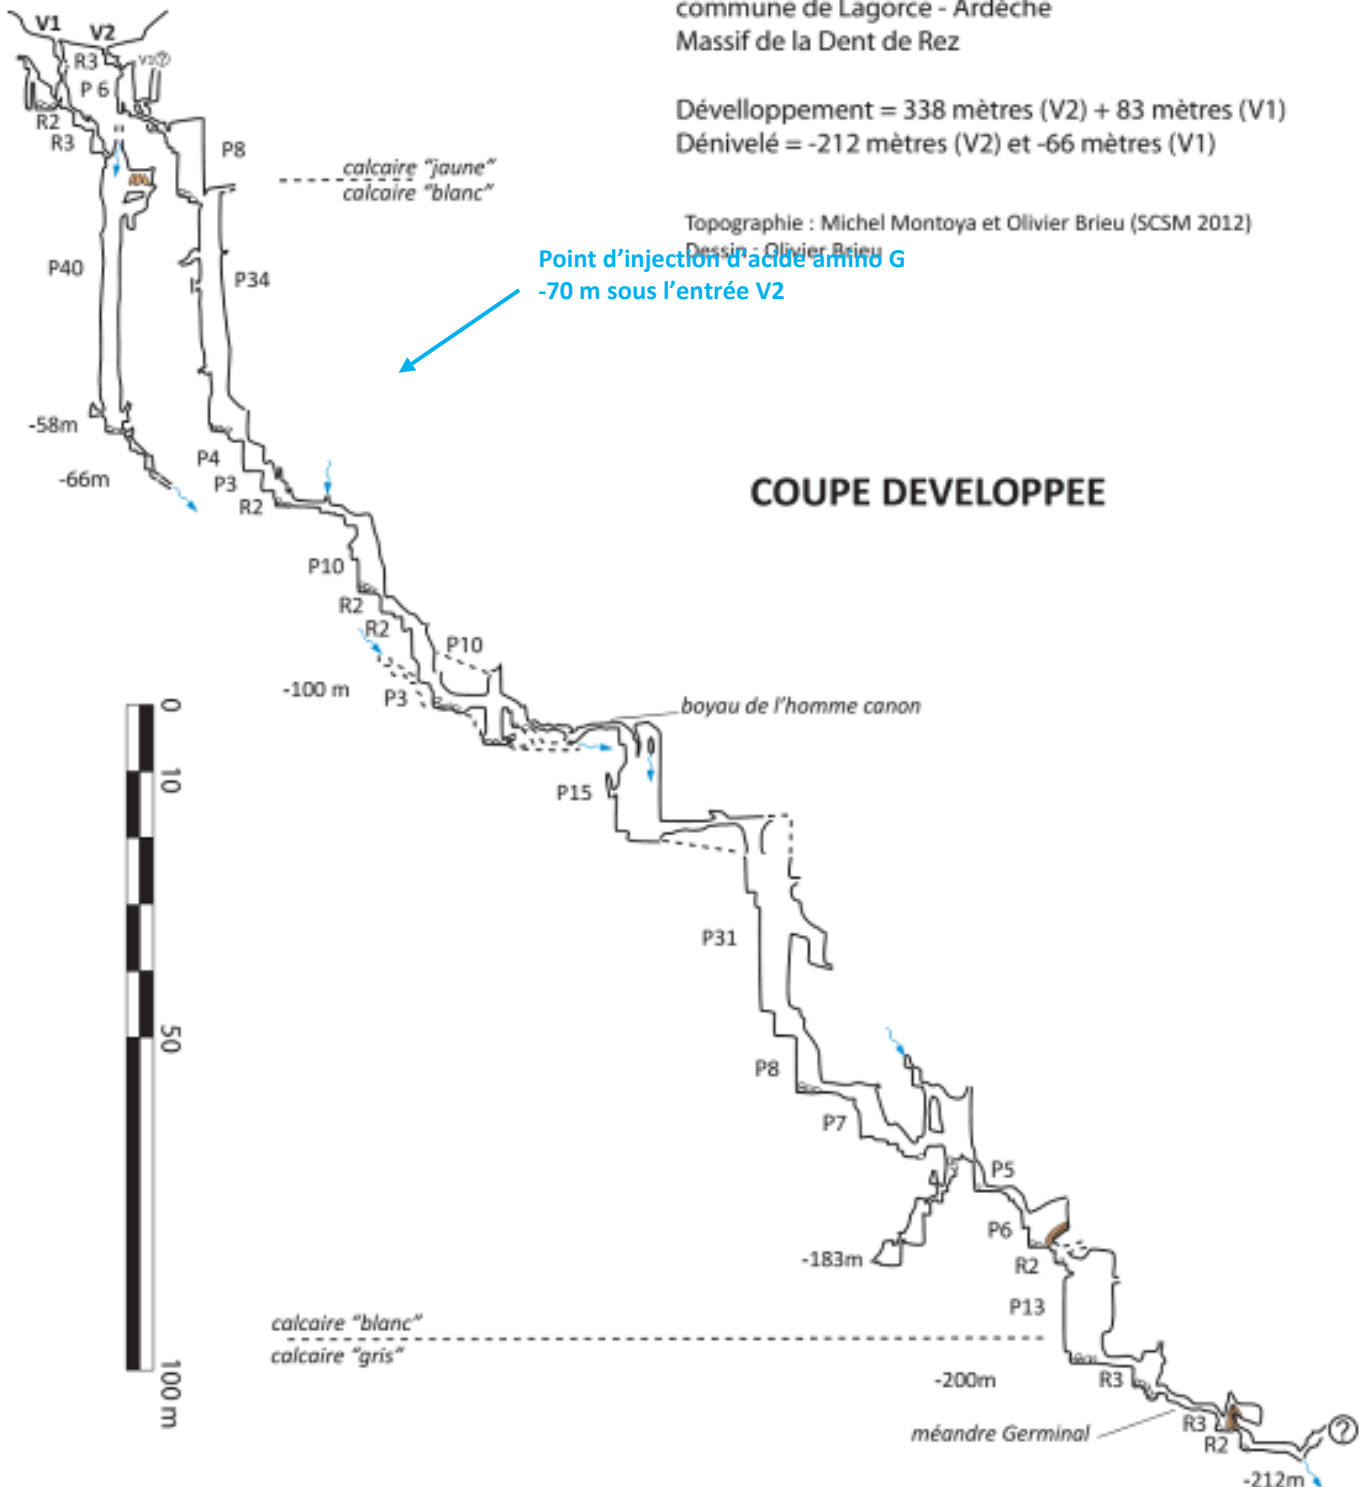 commune de Lagorce - Ardèche
Massif de la Dent de Rez
Dévelloppement = 338 mètres (V2) + 83 mètres (V1)
Dénivelé = -212 mètres (V2) et -66 mètres (V1)
Topographie : Michel Montoya et Olivier Brieu (SCSM 2012)
Dessin : Olivier Brieu
Point d'injection d'acide amino G
-70 m sous l'entrée V2
V1
V2
R3
V1?
P 6
R2
R3
P8
calcaire "jaune"
calcaire "blanc"
P40
P34
-58m
-66m
P4
P3
R2
COUPE DEVELOPPEE
P10
R2
R2
P10
-100 m
P3
boyau de l'homme canon
0
10
50
100 m
P15
P31
P8
P7
P5
P6
-183m
R2
P13
calcaire "blanc"
calcaire "gris"
-200m
R3
méandre Germinal
R3
R2
?
-212m